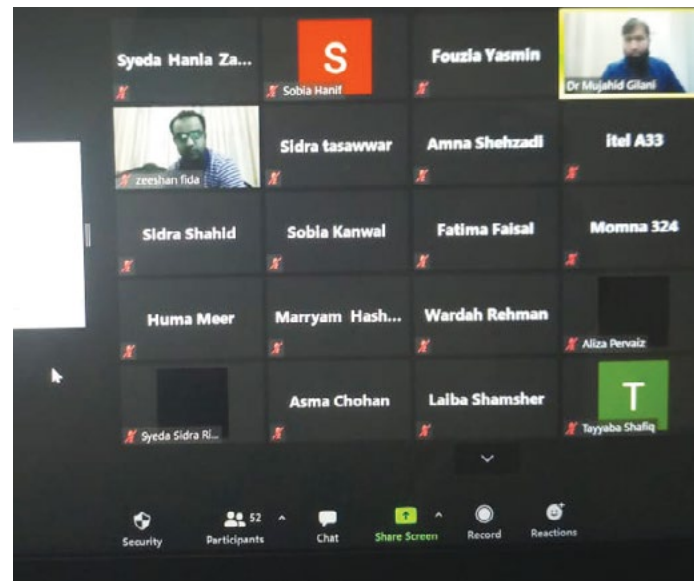 Syeda Hania Za...
S
Sobia Hanif
Fouzia Yasmin
Dr Mujahid Gilani
zeeshan fida
Sidra tasawwar
Amna Shehzadi
itel A33
Sidra Shahid
Sobia Kanwal
Fatima Faisal
Momna 324
Huma Meer
Marryam Hash...
Wardah Rehman
Aliza Pervaiz
Syeda Sidra Ri...
Asma Chohan
Laiba Shamsher
T
Tayyaba Shafiq
Security
52
Participants
Chat
Share Screen
Record
Reactions